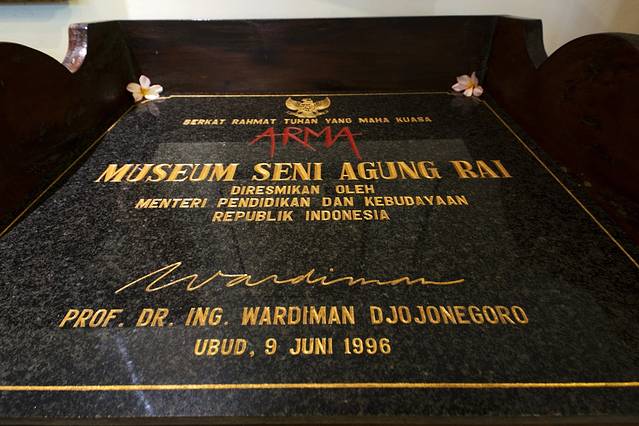 BERKAT RAHMAT TUHAN YANG MAHA KUASA
ARMA
MUSEUM SENI AGUNG RAI
DIRESMIKAN OLEH
MENTERI PENDIDIKAN DAN KEBUDAYAAN
REPUBLIK INDONESIA
Wardiman
PROF. DR. ING. WARDIMAN DJOJONEGORO
UBUD, 9 JUNI 1996